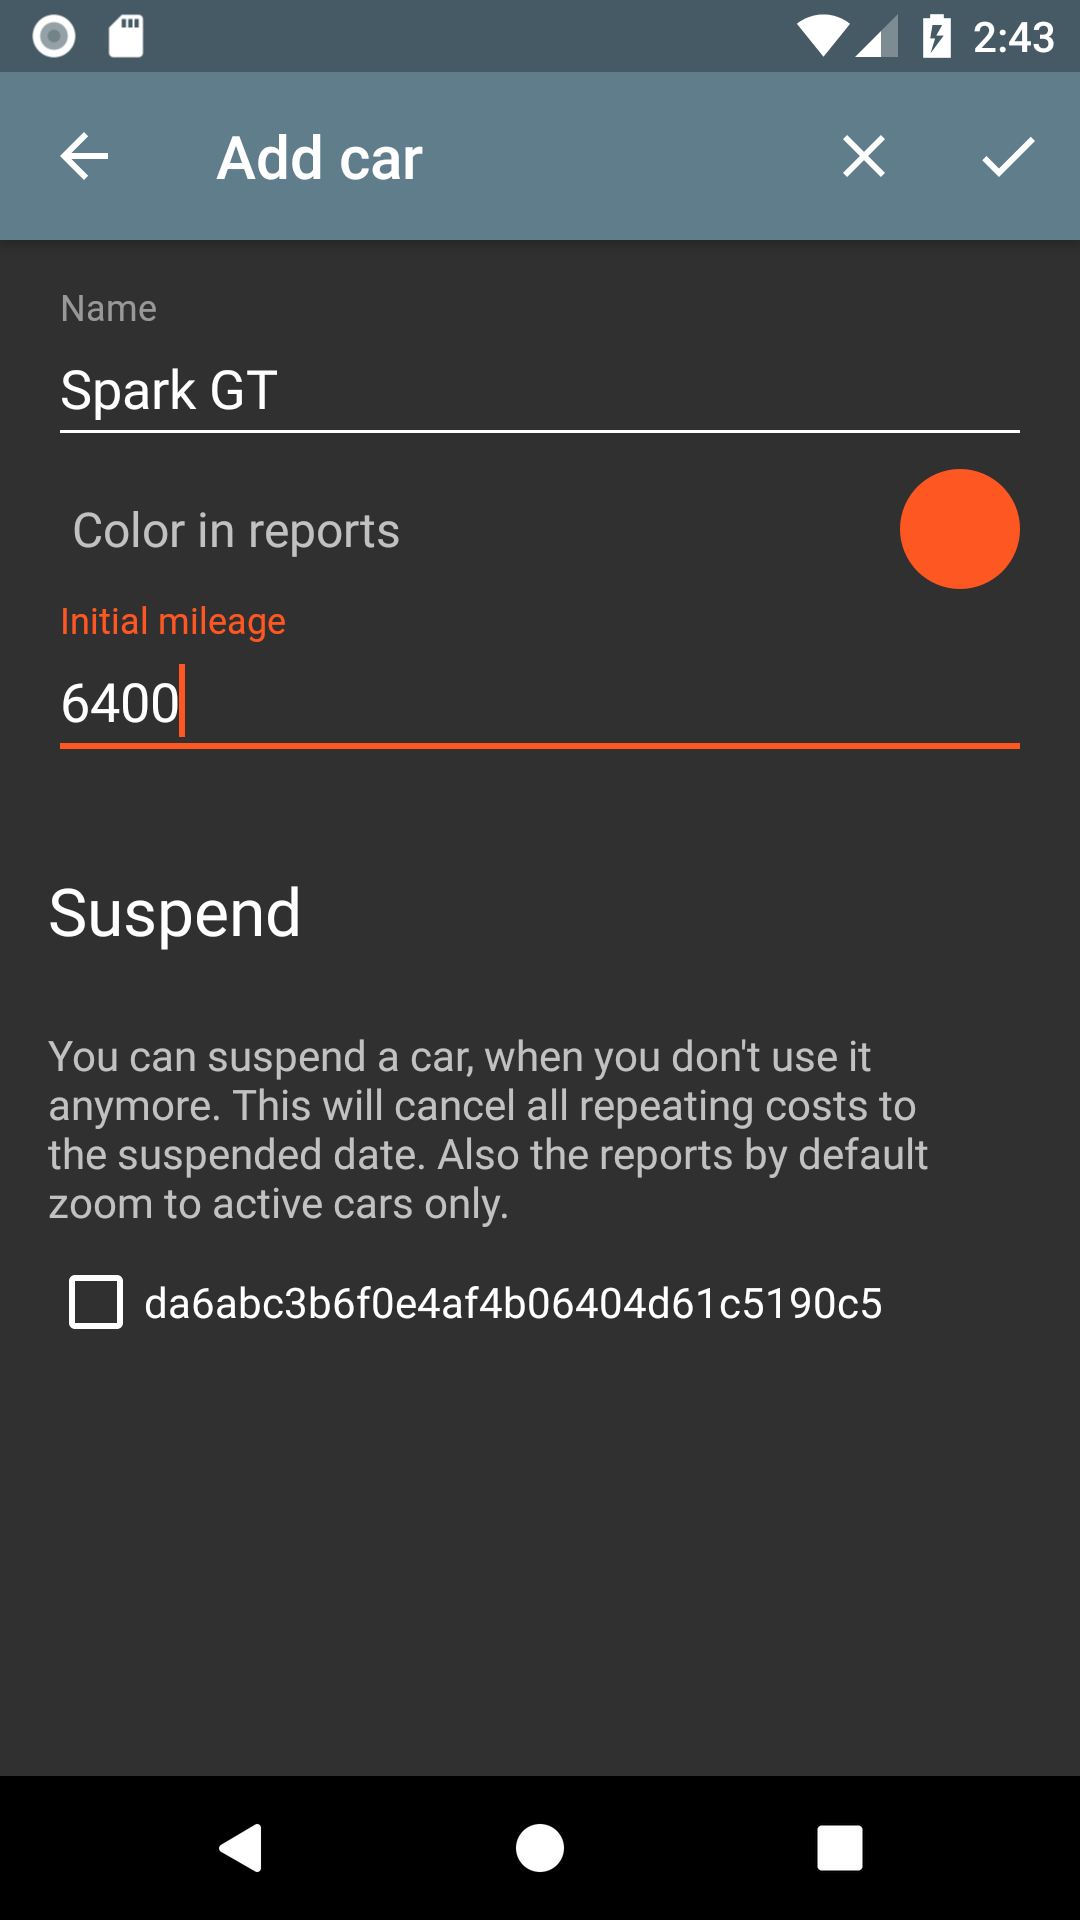 2:43
Add car
Name
Spark GT
Color in reports
Initial mileage
6400
Suspend
You can suspend a car, when you don't use it
anymore. This will cancel all repeating costs to
the suspended date. Also the reports by default
zoom to active cars only.
da6abc3b6f0e4af4b06404d61c5190c5